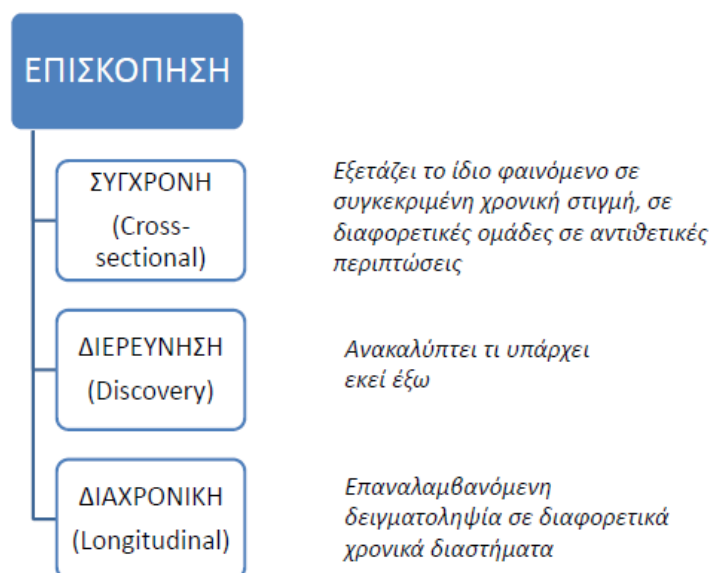 ΕΠΙΣΚΟΠΗΣΗ
ΣΥΓΧΡΟΝΗ
(Cross-
sectional)
Εξετάζει το ίδιο φαινόμενο σε
συγκεκριμένη χρονική στιγμή, σε
διαφορετικές ομάδες σε αντιθετικές
περιπτώσεις
ΔΙΕΡΕΥΝΗΣΗ
(Discovery)
Ανακαλύπτει τι υπάρχει
εκεί έξω
ΔΙΑΧΡΟΝΙΚΗ
(Longitudinal)
Επαναλαμβανόμενη
δειγματοληψία σε διαφορετικά
χρονικά διαστήματα